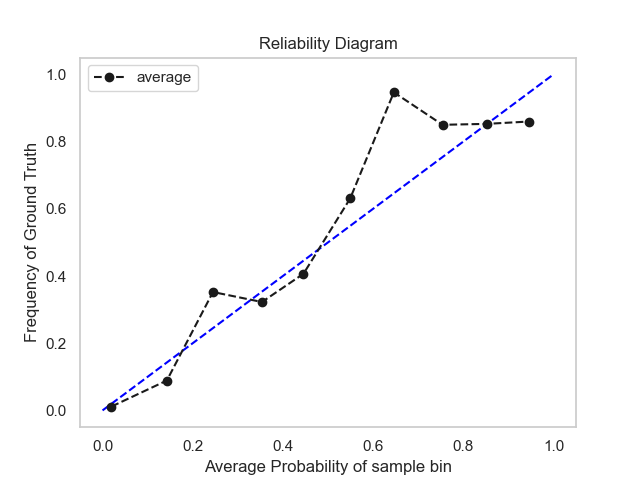 Reliability Diagram
average
1.0
0.8
0.6
0.4
0.2
0.0
Frequency of Ground Truth
0.0 0.2 0.4 0.6 0.8 1.0
Average Probability of sample bin